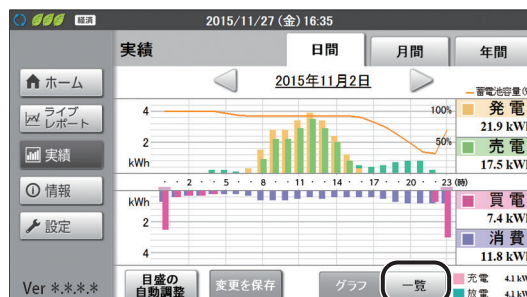 経済
2015/11/27 (金) 16:35
実績
日間
月間
年間
ホーム
ライブ
レポート
実績
情報
設定
Ver *.*.*.*
2015年11月2日
蓄電池容量(%
4
2
kWh
100%
50%
2 5 8 11 14 17 20 23 (時)
kWh
2
4
発電
21.9 kWh
売電
17.5 kWh
買電
7.4 kWh
消費
11.8 kWh
充電 4.1 kW
放電 4.1 kW
目盛の
自動調整
変更を保存
グラフ
一覧